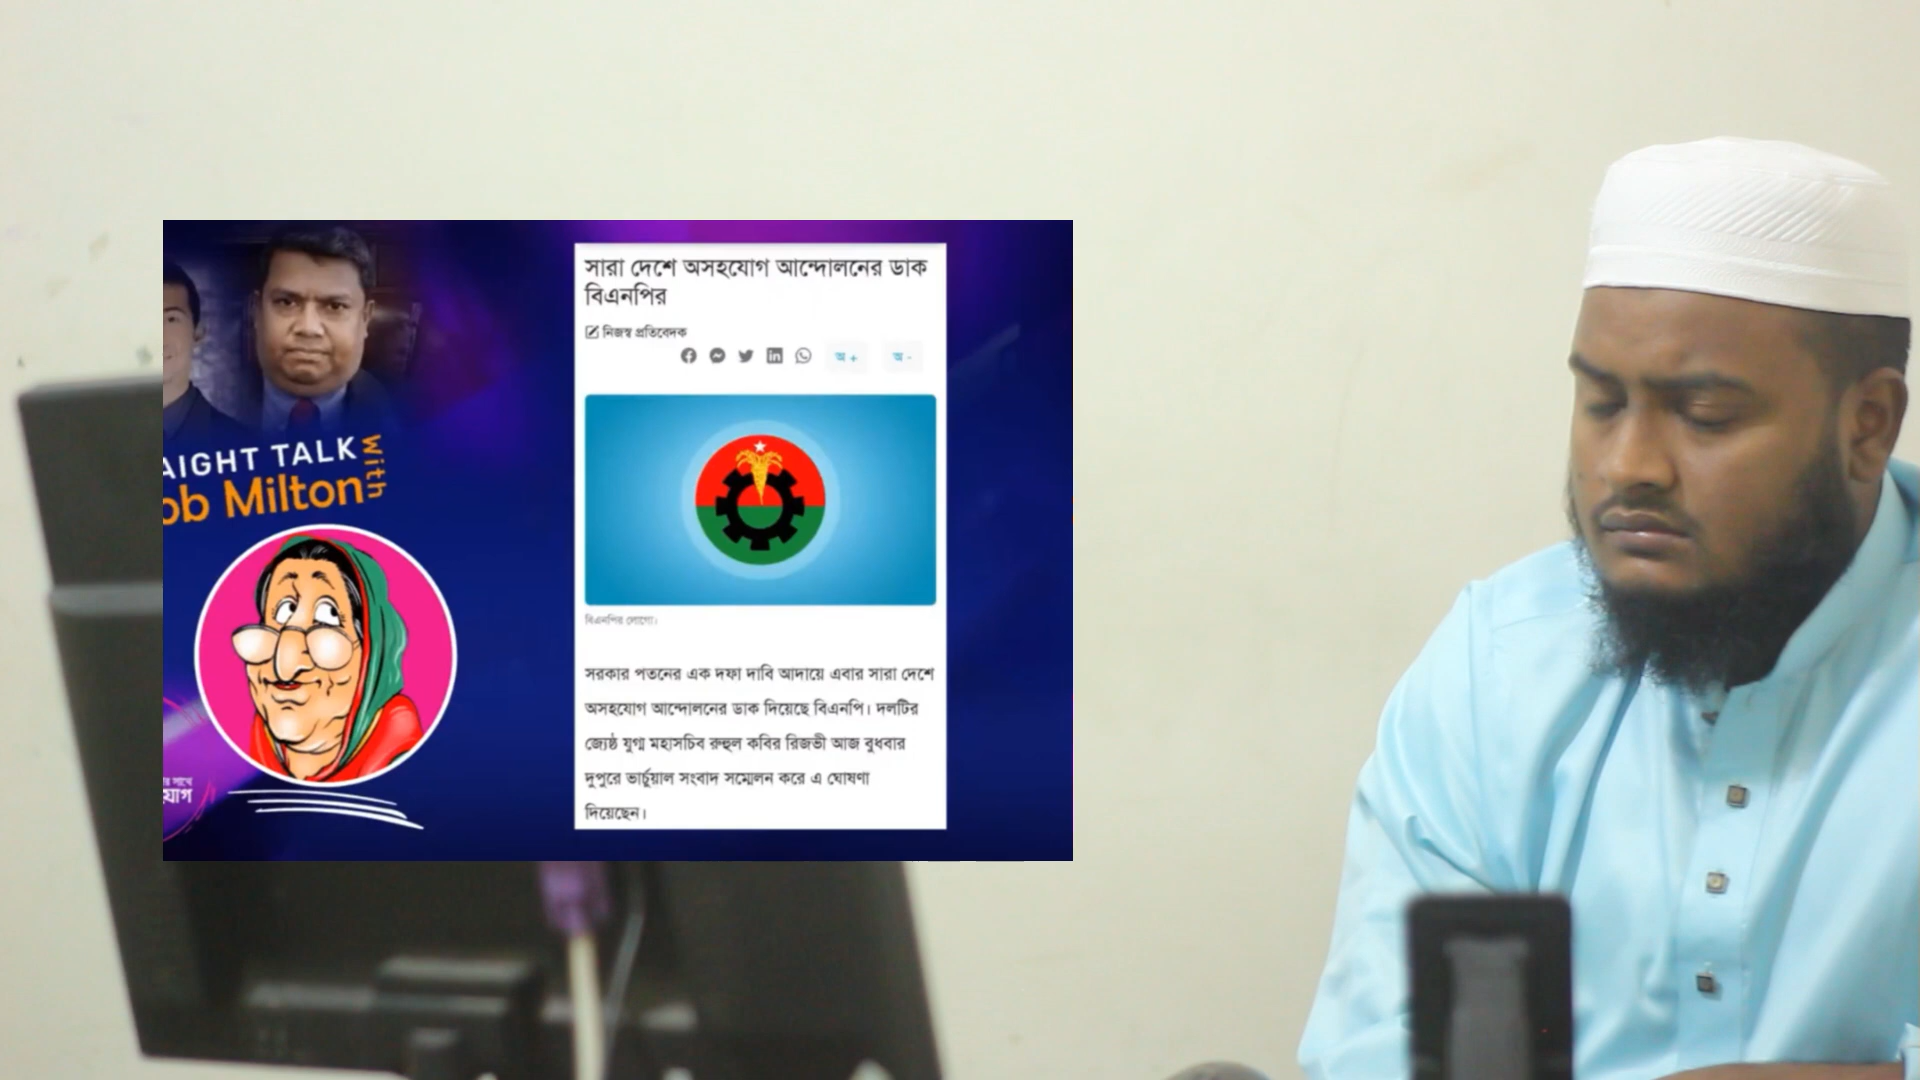 AIGHT TALK
with
ob Milton
র সাথে
যোগ
সারা দেশে অসহযোগ আন্দোলনের ডাক
বিএনপির
নিজস্ব প্রতিবেদক
অ + অ -
বিএনপির লোগো।
সরকার পতনের এক দফা দাবি আদায়ে এবার সারা দেশে
অসহযোগ আন্দোলনের ডাক দিয়েছে বিএনপি। দলটির
জ্যেষ্ঠ যুগ্ম মহাসচিব রুহুল কবির রিজভী আজ বুধবার
দুপুরে ভার্চুয়াল সংবাদ সম্মেলন করে এ ঘোষণা
দিয়েছেন।